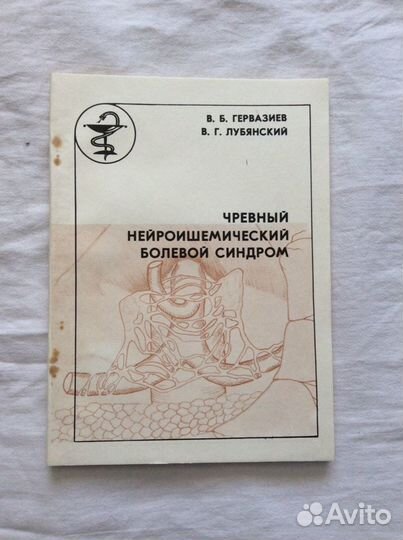 В. Б. ГЕРВАЗИЕВ
В. Г. ЛУБЯНСКИЙ
ЧРЕВНЫЙ
НЕЙРОИШЕМИЧЕСКИЙ
БОЛЕВОЙ СИНДРОМ
Avito